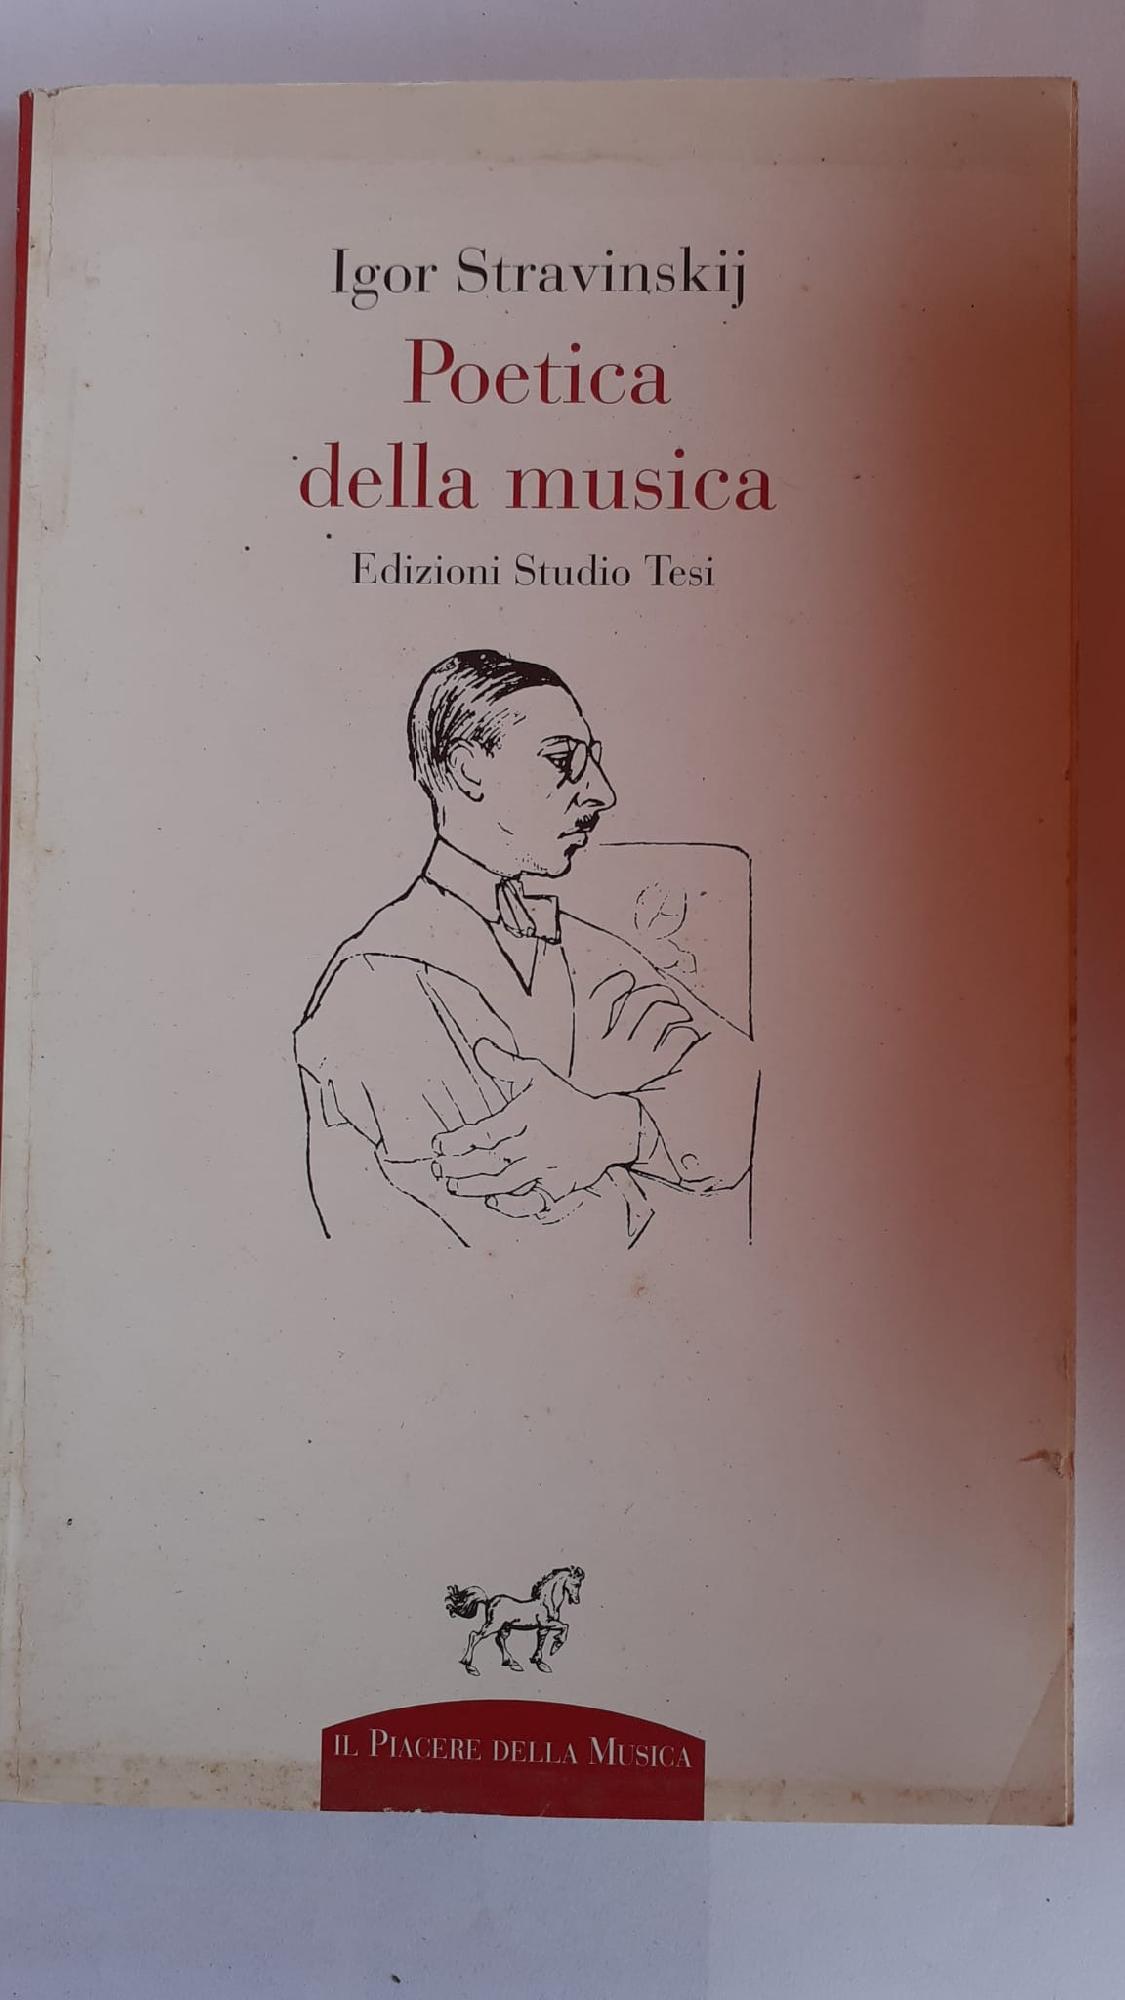 Igor Stravinskij
Poetica
della musica
Edizioni Studio Tesi
IL PIACERE DELLA MUSICA